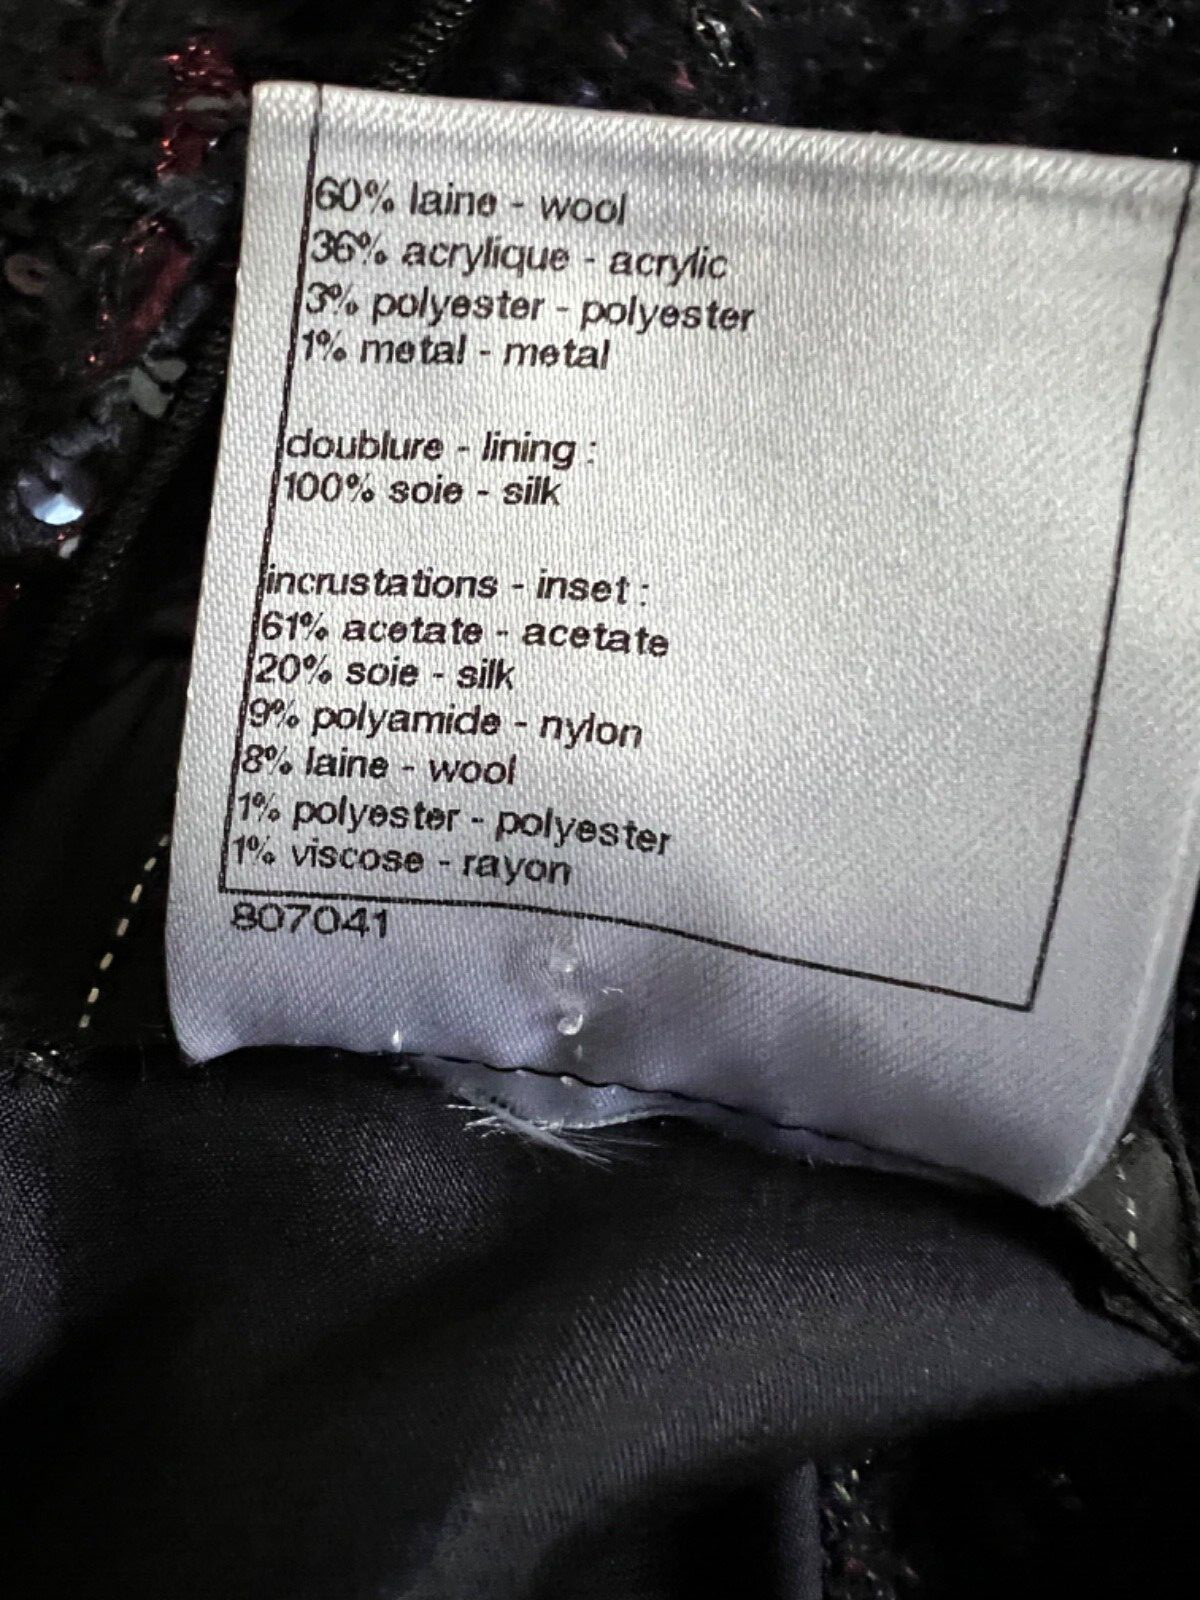 60% laine - wool
36% acrylique - acrylic
3% polyester - polyester
1% metal - metal
doublure - lining :
100% soie - silk
incrustations - inset :
61% acetate - acetate
20% soie - silk
9% polyamide - nylon
8% laine - wool
1% polyester - polyester
1% viscose - rayon
807041